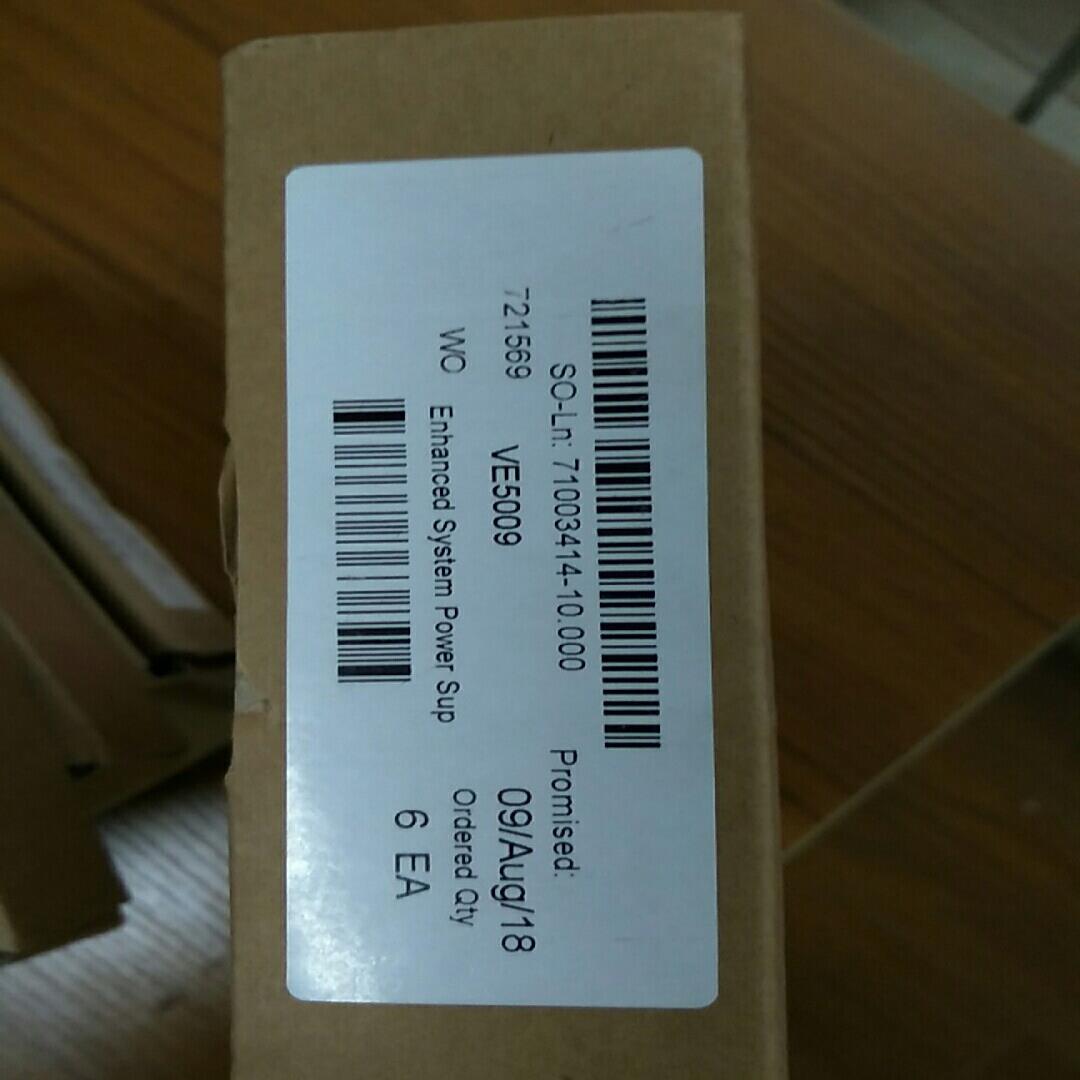 SO-Ln: 71003414-10.000 Promised:
721569 VE5009 09/Aug/18
WO Enhanced System Power Sup Ordered Qty
6 EA